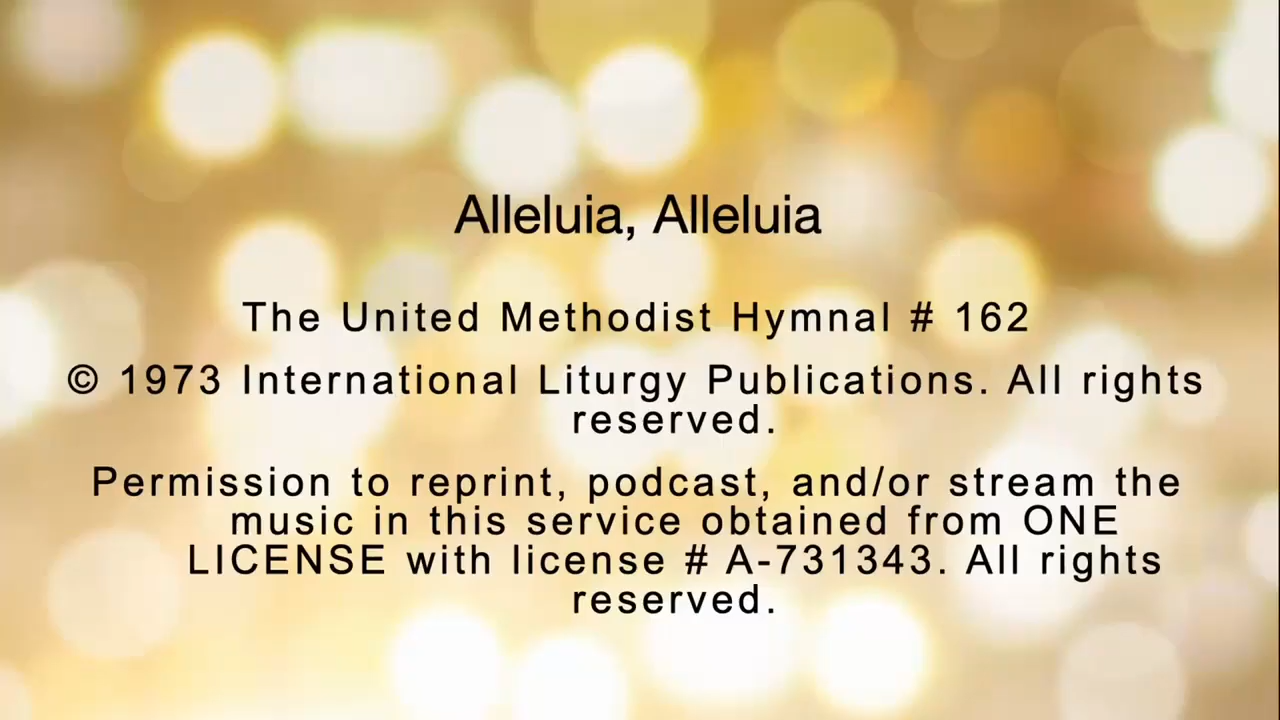 Alleluia, Alleluia
The United Methodist Hymnal # 162
© 1973 International Liturgy Publications. All rights
reserved.
Permission to reprint, podcast, and/or stream the
music in this service obtained from ONE
LICENSE with license # A-731343. All rights
reserved.